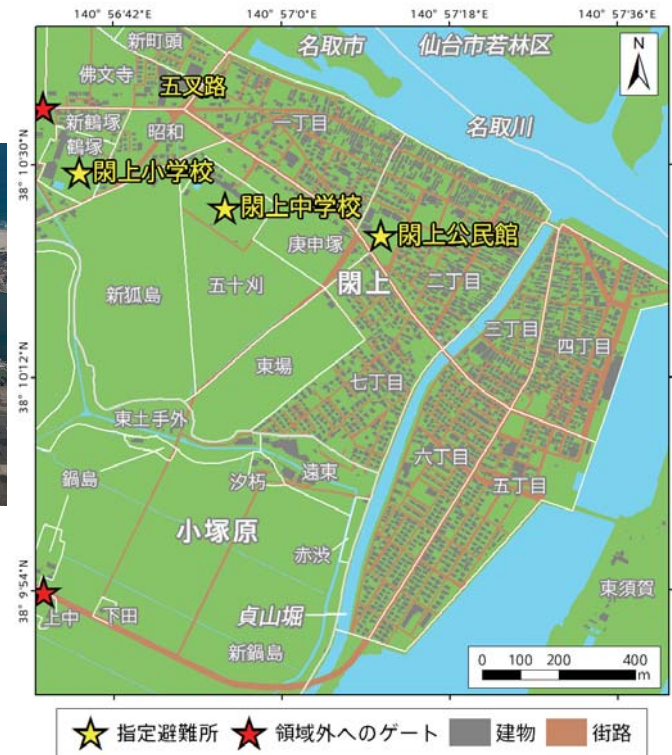 140° 56'42" 140° 57'0" 140° 57'18" 140° 57'36"
新町頭
名取市
仙台市若林区
N
佛文寺
五叉路
名取川
新鶴塚
昭和
一丁目
鶴塚
38° 10'30"N
閖上小学校
閖上中学校
閖上公民館
庚申塚
二丁目
新狐島
五十刈
閖上
三丁目
四丁目
東場
七丁目
38° 10'12"N
東土手外
六丁目
鍋島
汐朽
遠東
五丁目
小塚原
赤渋
東須賀
38° 9'54"N
上中
下田
貞山堀
新鍋島
0 100 200 400
m
指定避難所 領域外へのゲート 建物 街路